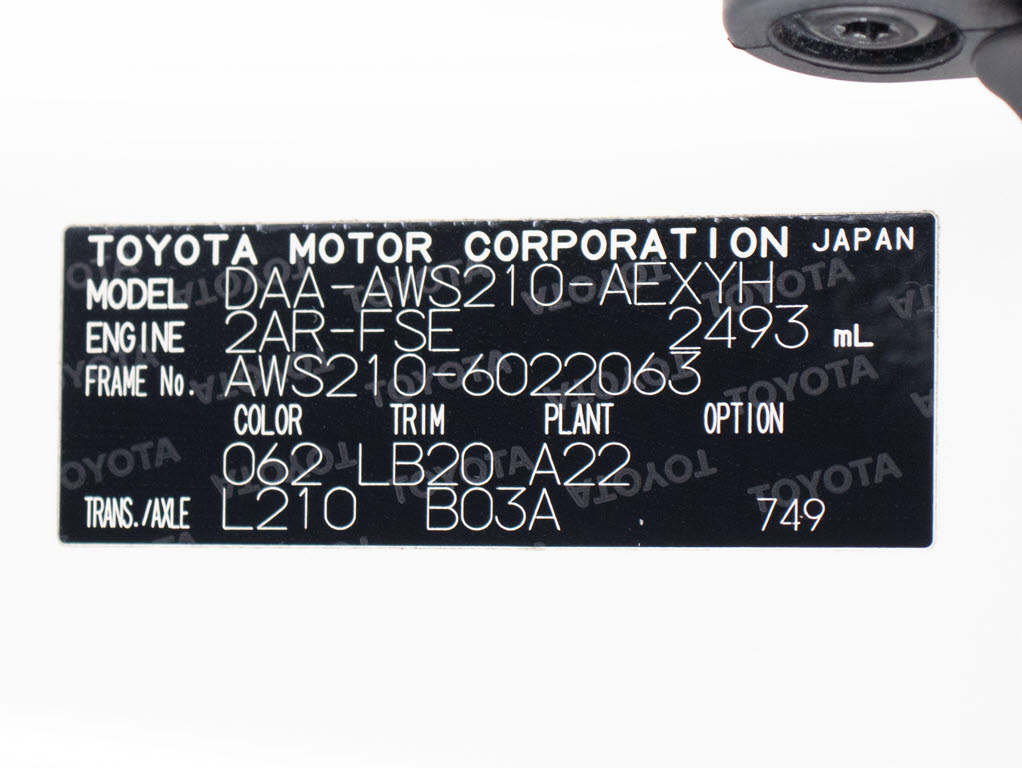 TOYOTA MOTOR CORPORATION JAPAN
MODEL DAA-AWS210-AEXYH
ENGINE 2AR-FSE 2493 mL
FRAME No. AWS210-6022063
COLOR TRIM PLANT OPTION
062 LB20 A22
TRANS./AXLE L210 B03A 749